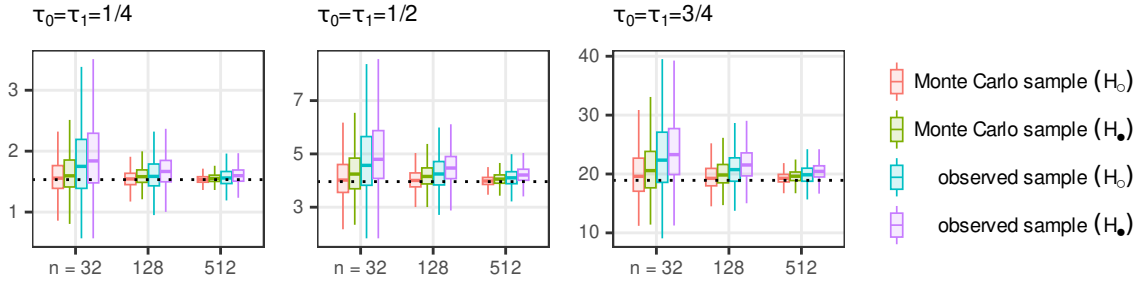 τ₀=τ₁=1/4
τ₀=τ₁=1/2
τ₀=τ₁=3/4
3
2
1
n = 32
128
512
7
5
3
n = 32
128
512
40
30
20
10
n = 32
128
512
Monte Carlo sample (H○)
Monte Carlo sample (H●)
observed sample (H○)
observed sample (H●)